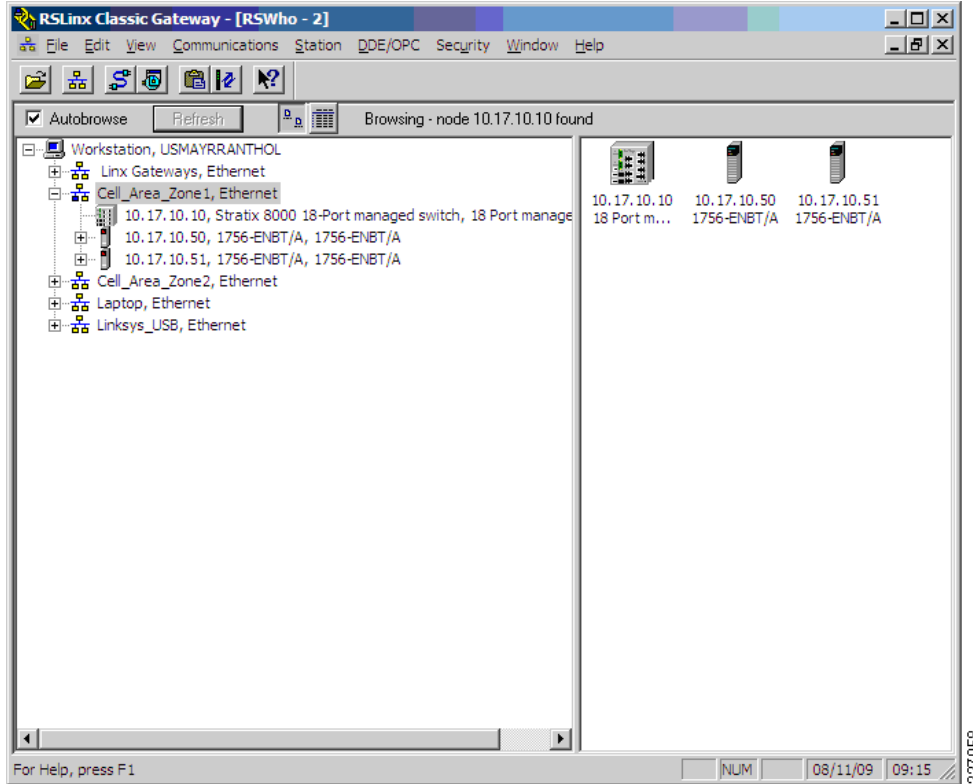 RSLinx Classic Gateway - [RSWho - 2]
File Edit View Communications Station DDE/OPC Security Window Help
Autobrowse Refresh Browsing - node 10.17.10.10 found
Workstation, USMAYRRANTHOL
Linx Gateways, Ethernet
Cell_Area_Zone1, Ethernet
10.17.10.10, Stratix 8000 18-Port managed switch, 18 Port manage
10.17.10.50, 1756-ENBT/A, 1756-ENBT/A
10.17.10.51, 1756-ENBT/A, 1756-ENBT/A
Cell_Area_Zone2, Ethernet
Laptop, Ethernet
Linksys_USB, Ethernet
10.17.10.10 10.17.10.50 10.17.10.51
18 Port m... 1756-ENBT/A 1756-ENBT/A
For Help, press F1 NUM 08/11/09 09:15